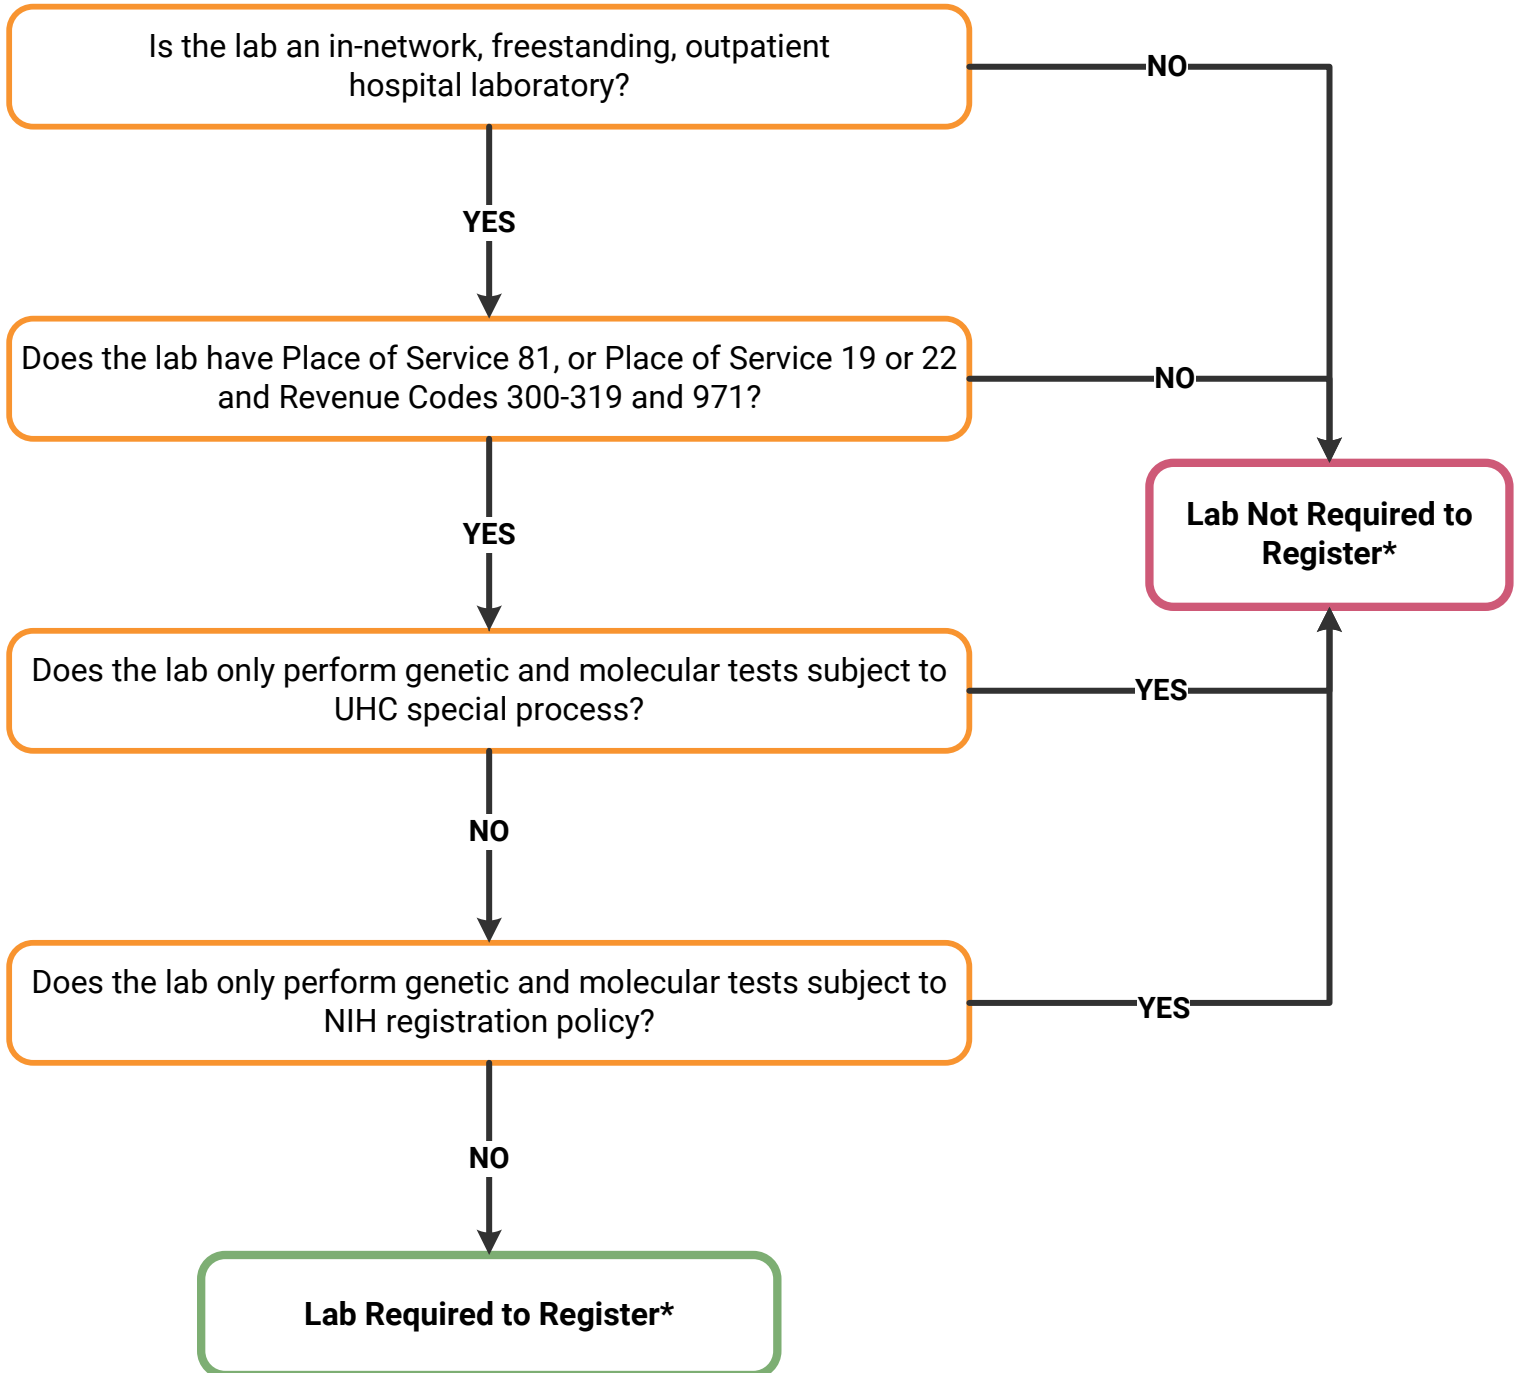 Is the lab an in-network, freestanding, outpatient
hospital laboratory?
NO
YES
Does the lab have Place of Service 81, or Place of Service 19 or 22
and Revenue Codes 300-319 and 971?
NO
YES
Lab Not Required to
Register*
Does the lab only perform genetic and molecular tests subject to
UHC special process?
YES
NO
Does the lab only perform genetic and molecular tests subject to
NIH registration policy?
YES
NO
Lab Required to Register*